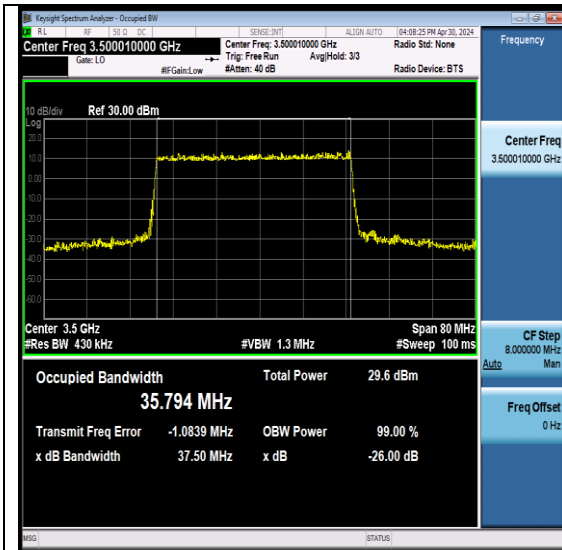 Keysight Spectrum Analyzer - Occupied BW
RL RF 50 Ω DC SENSE:INT ALIGN AUTO 04:08:25 PM Apr 30, 2024
Center Freq 3.500010000 GHz Center Freq: 3.500010000 GHz Radio Std: None
Gate: LO Trig: Free Run Avg|Hold: 3/3
#IFGain:Low #Atten: 40 dB Radio Device: BTS
10 dB/div Ref 30.00 dBm
Log
20.0
10.0
0.00
-10.0
-20.0
-30.0
-40.0
-50.0
-60.0
Center 3.5 GHz Span 80 MHz
#Res BW 430 kHz #VBW 1.3 MHz #Sweep 100 ms
Occupied Bandwidth Total Power 29.6 dBm
35.794 MHz
Transmit Freq Error -1.0839 MHz OBW Power 99.00 %
x dB Bandwidth 37.50 MHz x dB -26.00 dB
MSG STATUS
Frequency
Center Freq
3.500010000 GHz
CF Step
8.000000 MHz
Auto Man
Freq Offset
0 Hz